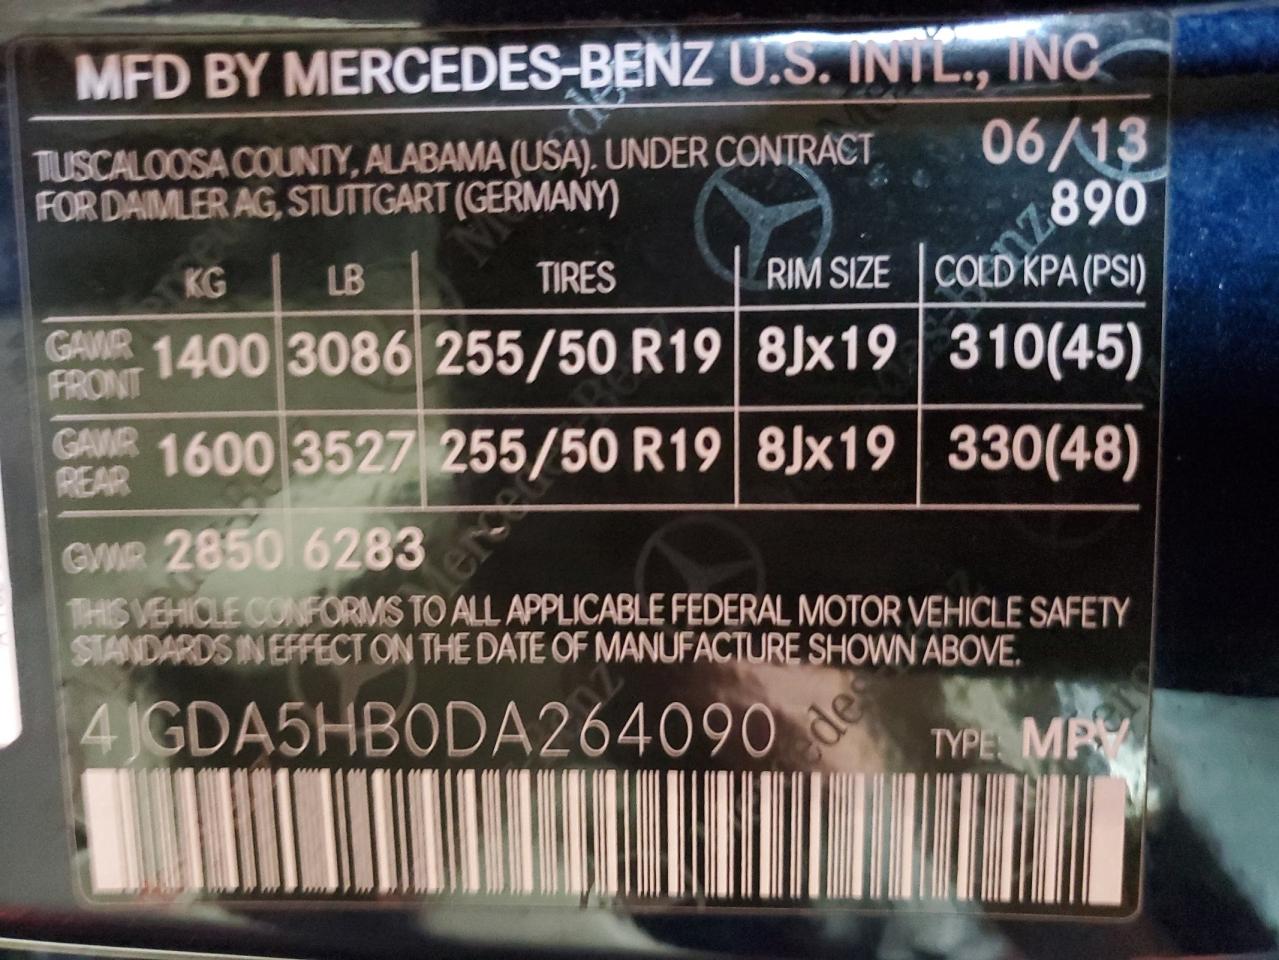 MFD BY MERCEDES-BENZ U.S. INTL., INC
TUSCALOOSA COUNTY, ALABAMA (USA). UNDER CONTRACT 06/13
FOR DAIMLER AG, STUTTGART (GERMANY) 890
KG LB TIRES RIM SIZE COLD KPA (PSI)
GAWR FRONT 1400 3086 255/50 R19 8Jx19 310(45)
GAWR REAR 1600 3527 255/50 R19 8Jx19 330(48)
GVWR 2850 6283
THIS VEHICLE CONFORMS TO ALL APPLICABLE FEDERAL MOTOR VEHICLE SAFETY
STANDARDS IN EFFECT ON THE DATE OF MANUFACTURE SHOWN ABOVE.
4JGDA5HB0DA264090 TYPE: MPV